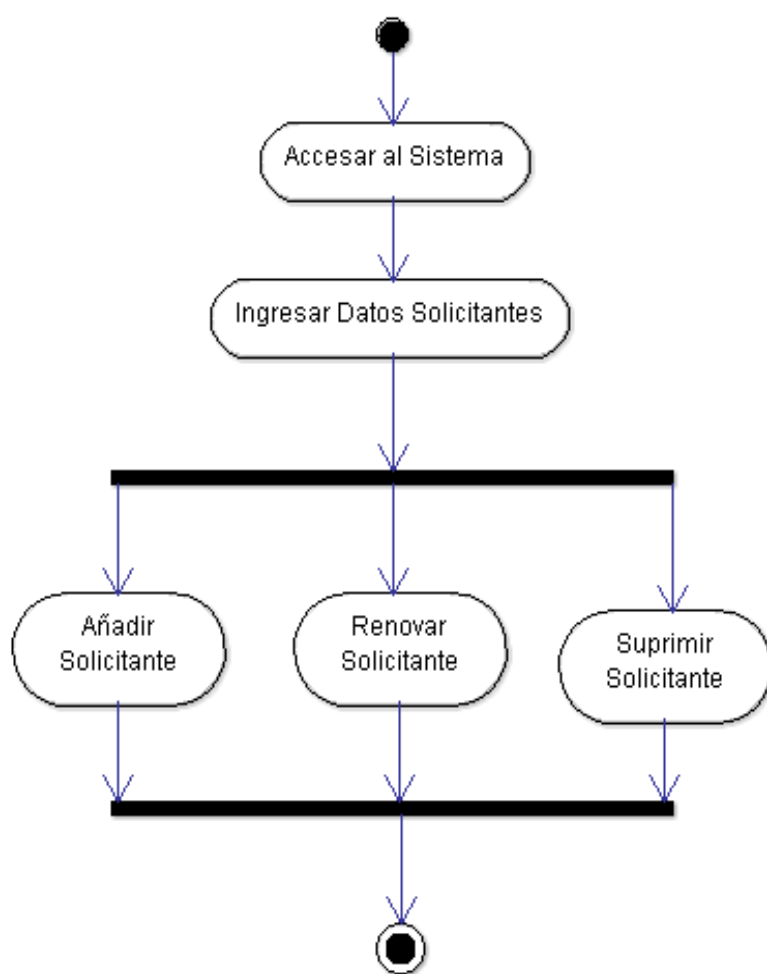 Accesar al Sistema
Ingresar Datos Solicitantes
Añadir
Solicitante
Renovar
Solicitante
Suprimir
Solicitante